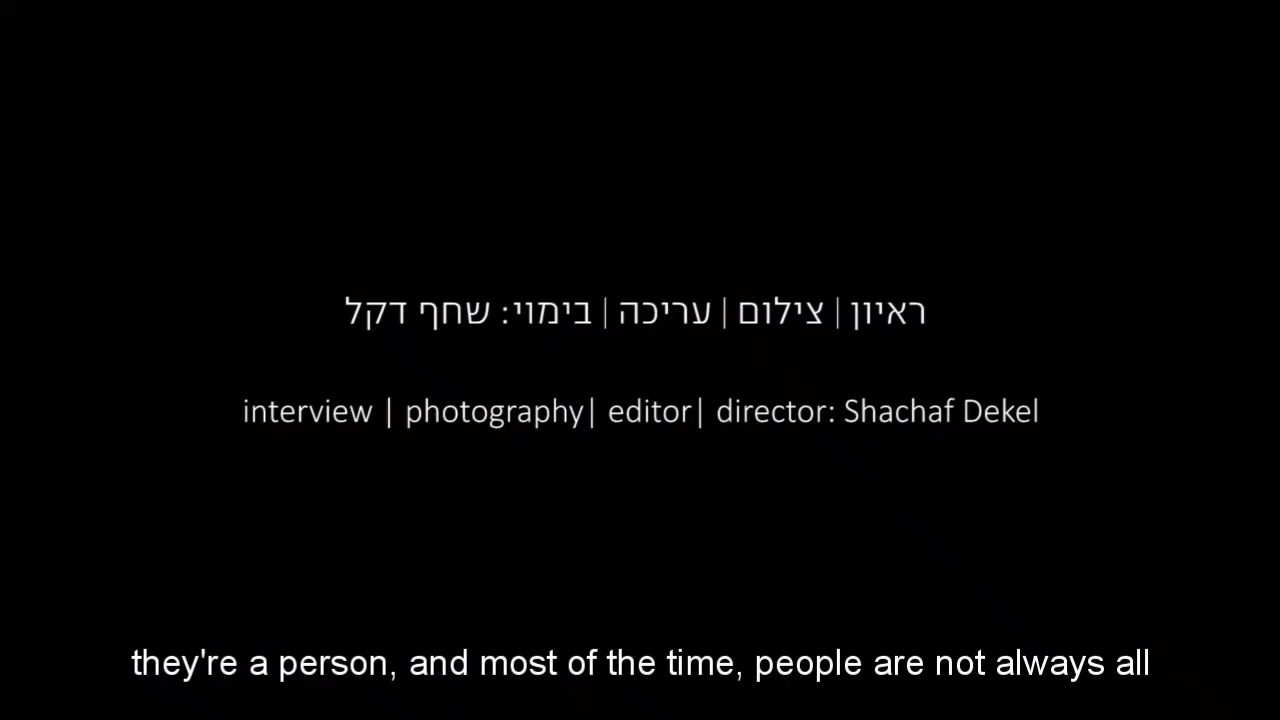 ראיון | צילום | עריכה | בימוי: שחף דקל
interview | photography| editor| director: Shachaf Dekel
they're a person, and most of the time, people are not always all